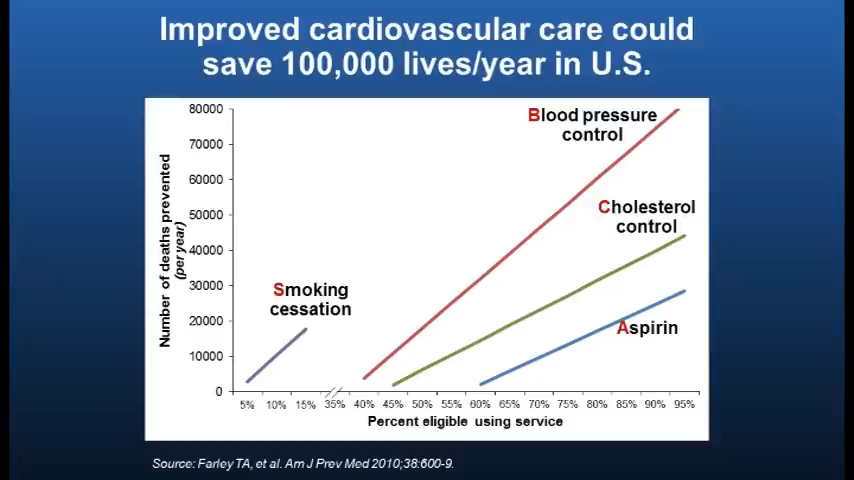 Improved cardiovascular care could
save 100,000 lives/year in U.S.
80000
70000
60000
50000
40000
30000
20000
10000
0
Number of deaths prevented
(per year)
Blood pressure
control
Cholesterol
control
Smoking
cessation
Aspirin
5% 10% 15% 35% 40% 45% 50% 55% 60% 65% 70% 75% 80% 85% 90% 95%
Percent eligible using service
Source: Farley TA, et al. Am J Prev Med 2010;38:600-9.